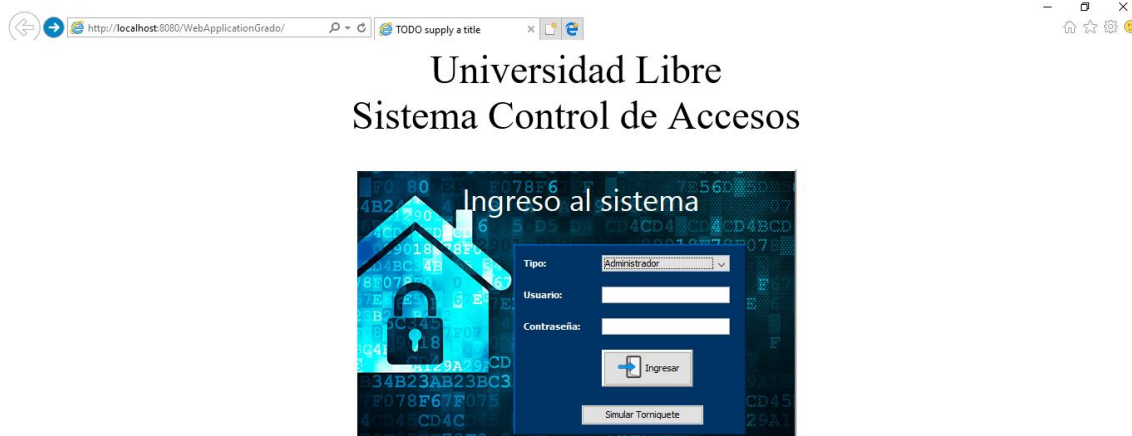 http://localhost:8080/WebApplicationGrado/
TODO supply a title
Universidad Libre
Sistema Control de Accesos
Ingreso al sistema
Tipo:
Administrador
Usuario:
Contraseña:
Ingresar
Simular Torniquete